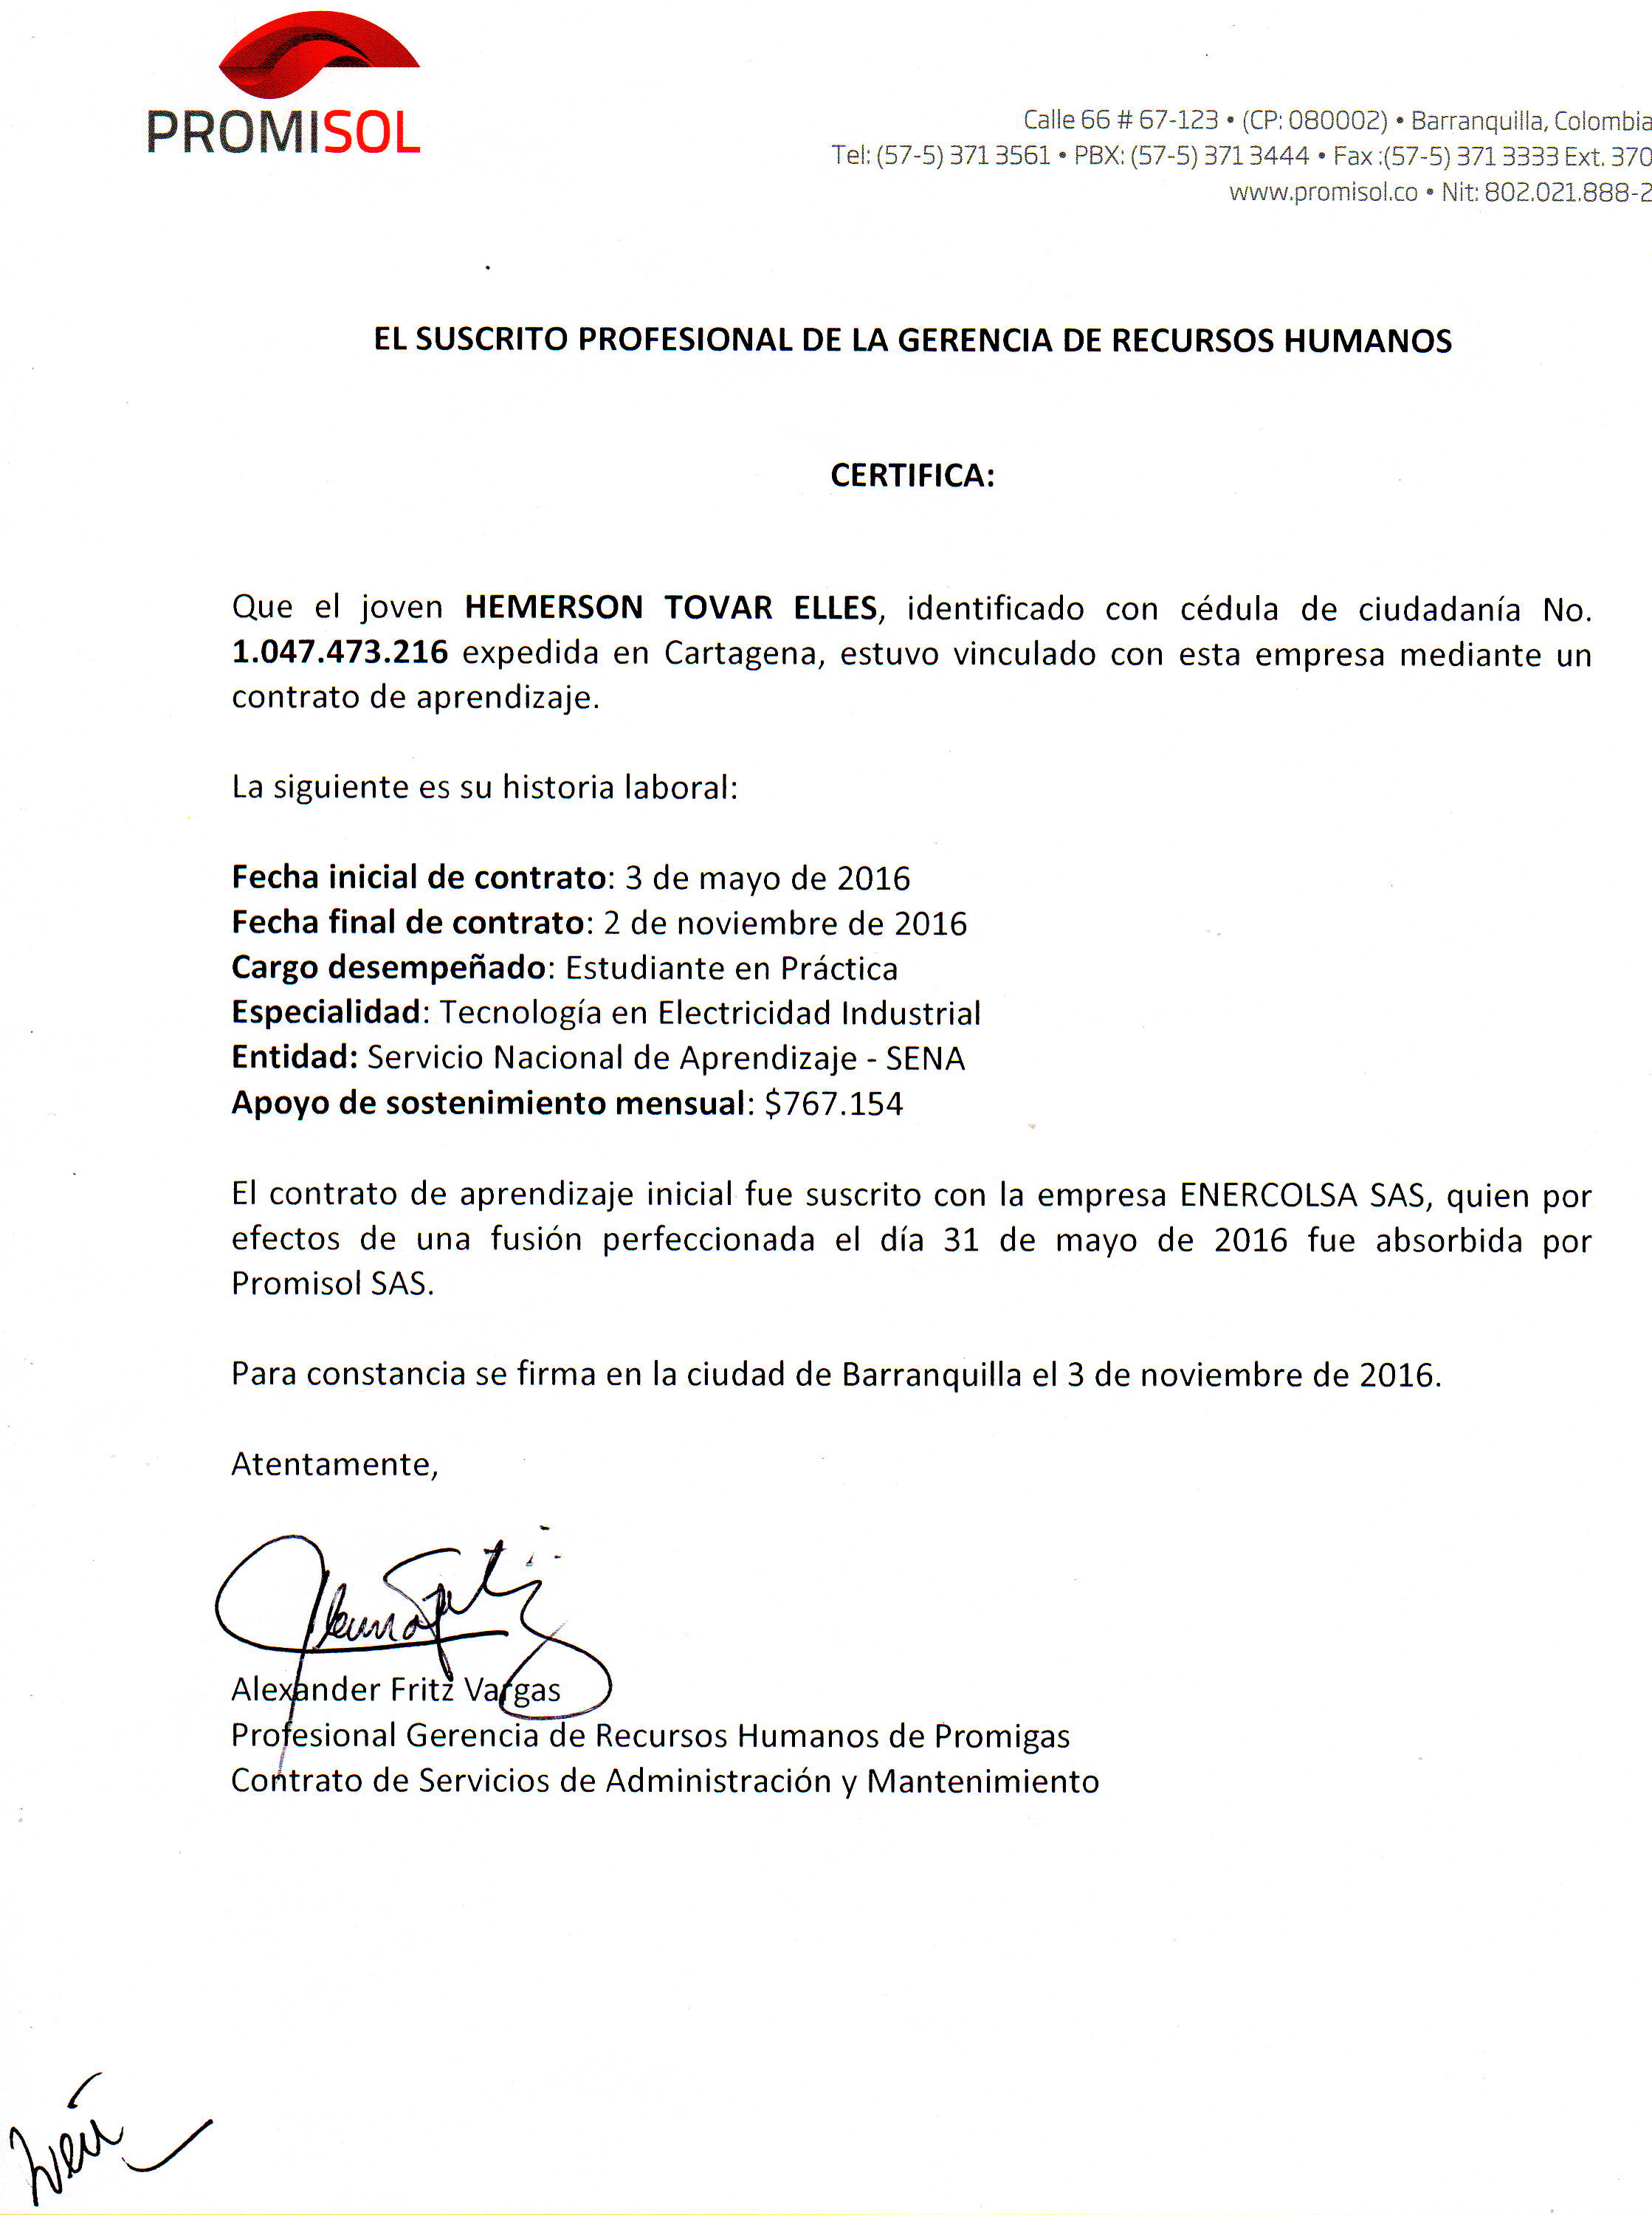 PROMISOL
Calle 66 # 67-123 • (CP: 080002) • Barranquilla, Colombia
Tel: (57-5) 371 3561 • PBX: (57-5) 371 3444 • Fax :(57-5) 371 3333 Ext. 370
www.promisol.co • Nit: 802.021.888-2
EL SUSCRITO PROFESIONAL DE LA GERENCIA DE RECURSOS HUMANOS
CERTIFICA:
Que el joven HEMERSON TOVAR ELLES, identificado con cédula de ciudadanía No.
1.047.473.216 expedida en Cartagena, estuvo vinculado con esta empresa mediante un
contrato de aprendizaje.
La siguiente es su historia laboral:
Fecha inicial de contrato: 3 de mayo de 2016
Fecha final de contrato: 2 de noviembre de 2016
Cargo desempeñado: Estudiante en Práctica
Especialidad: Tecnología en Electricidad Industrial
Entidad: Servicio Nacional de Aprendizaje - SENA
Apoyo de sostenimiento mensual: $767.154
El contrato de aprendizaje inicial fue suscrito con la empresa ENERCOLSA SAS, quien por
efectos de una fusión perfeccionada el día 31 de mayo de 2016 fue absorbida por
Promisol SAS.
Para constancia se firma en la ciudad de Barranquilla el 3 de noviembre de 2016.
Atentamente,
Alexander Fritz Vargas
Profesional Gerencia de Recursos Humanos de Promigas
Contrato de Servicios de Administración y Mantenimiento